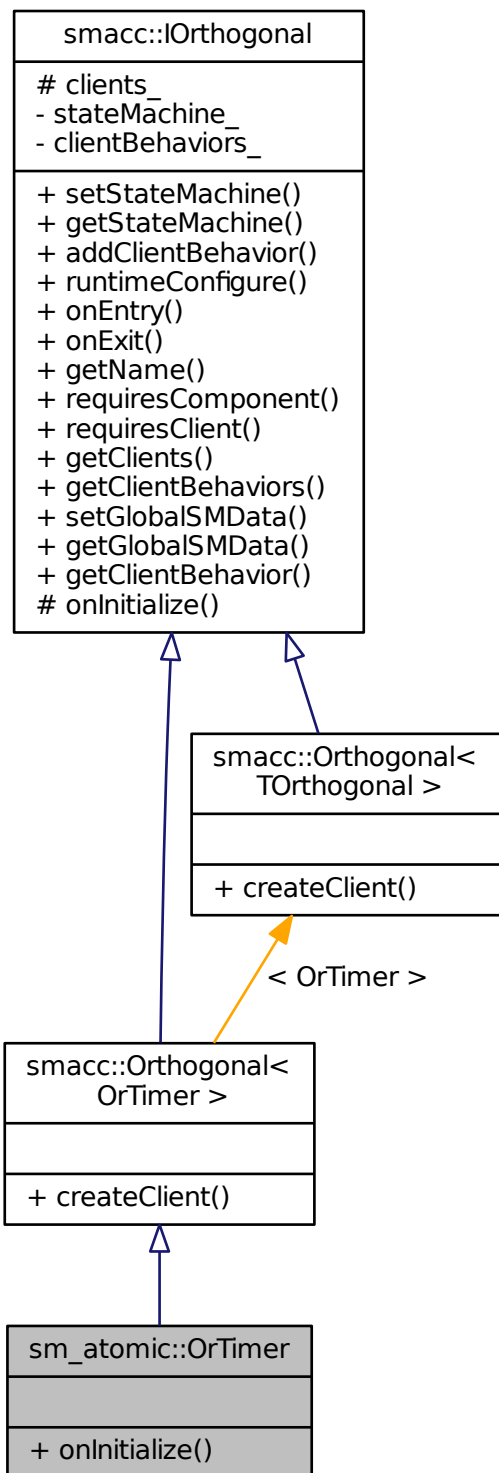 smacc::IOrthogonal
# clients_
- stateMachine_
- clientBehaviors_
+ setStateMachine()
+ getStateMachine()
+ addClientBehavior()
+ runtimeConfigure()
+ onEntry()
+ onExit()
+ getName()
+ requiresComponent()
+ requiresClient()
+ getClients()
+ getClientBehaviors()
+ setGlobalSMData()
+ getGlobalSMData()
+ getClientBehavior()
# onInitialize()
smacc::Orthogonal<
TOrthogonal >
+ createClient()
< OrTimer >
smacc::Orthogonal<
OrTimer >
+ createClient()
sm_atomic::OrTimer
+ onInitialize()